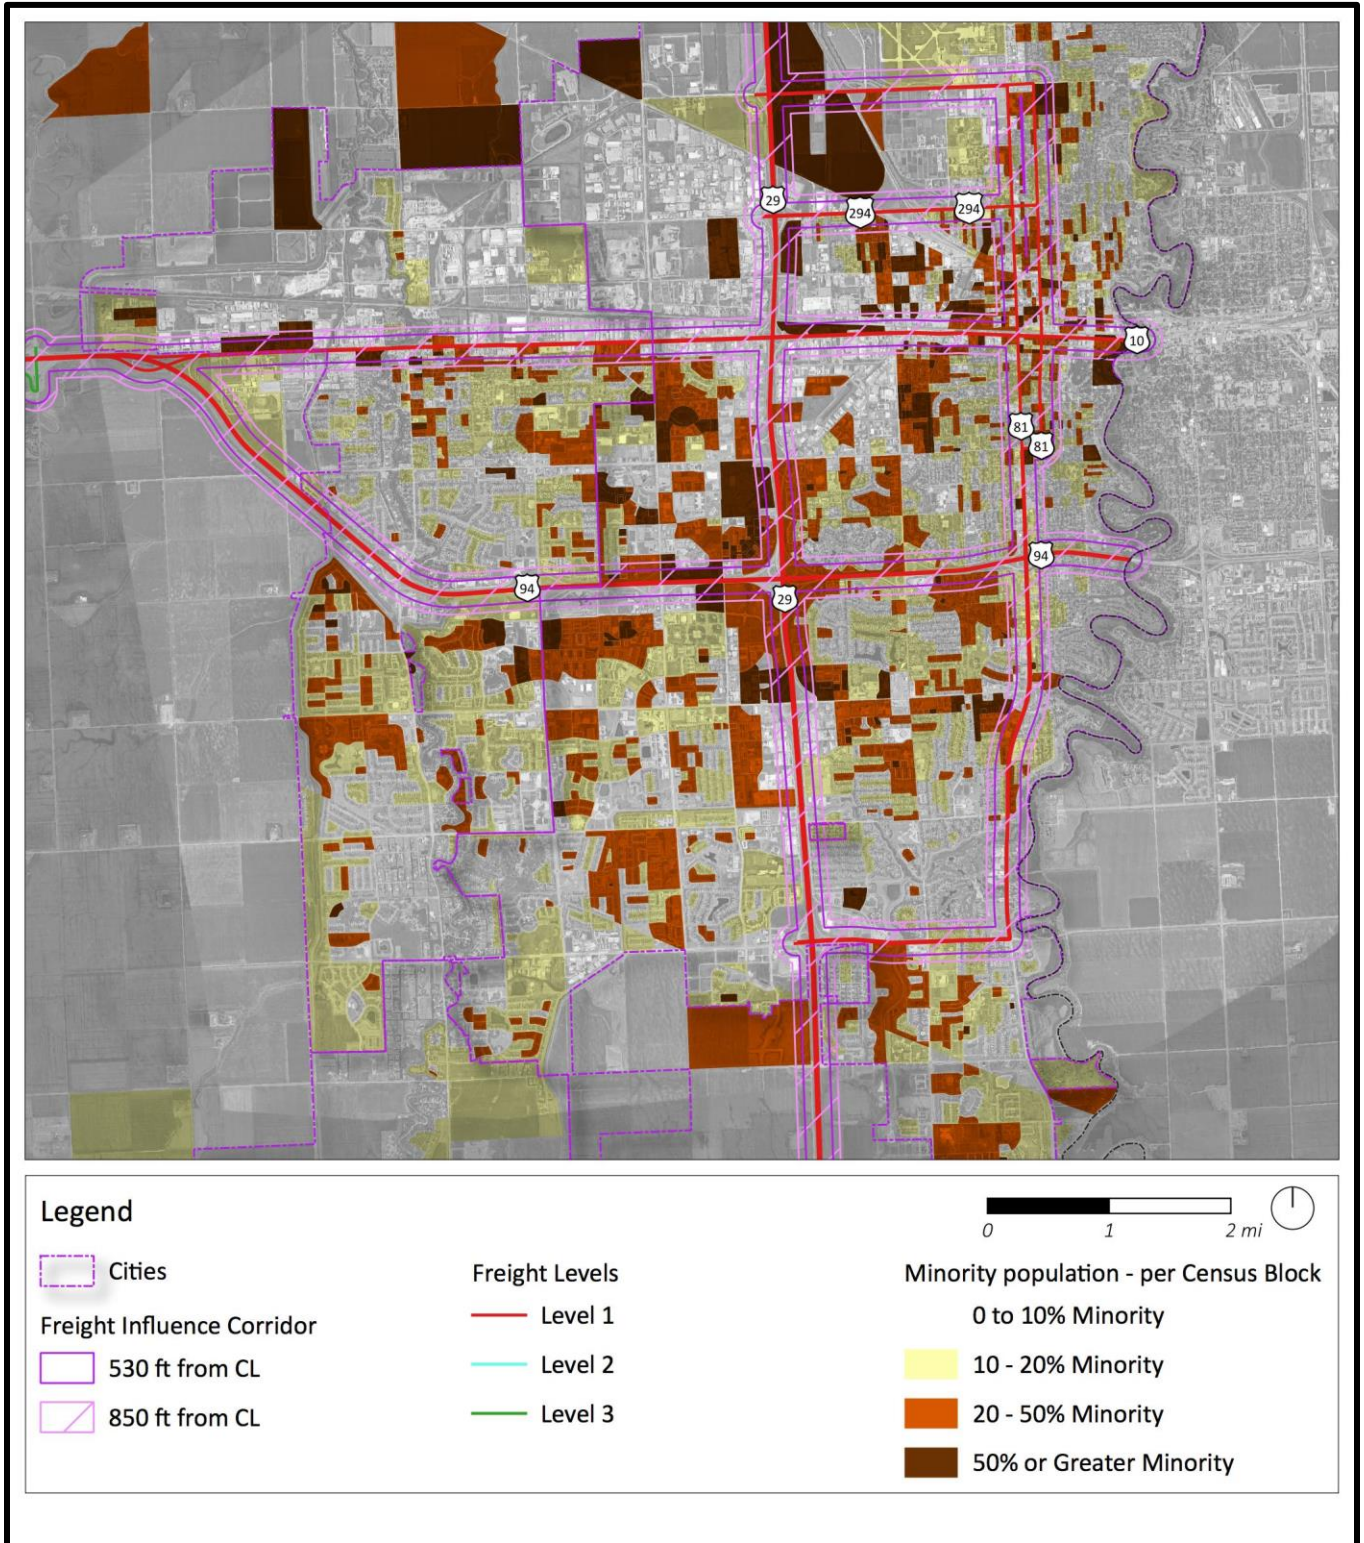 29
294
294
10
81
81
94
94
29
Legend
0 1 2 mi
Cities
Freight Influence Corridor
530 ft from CL
850 ft from CL
Freight Levels
Level 1
Level 2
Level 3
Minority population - per Census Block
0 to 10% Minority
10 - 20% Minority
20 - 50% Minority
50% or Greater Minority